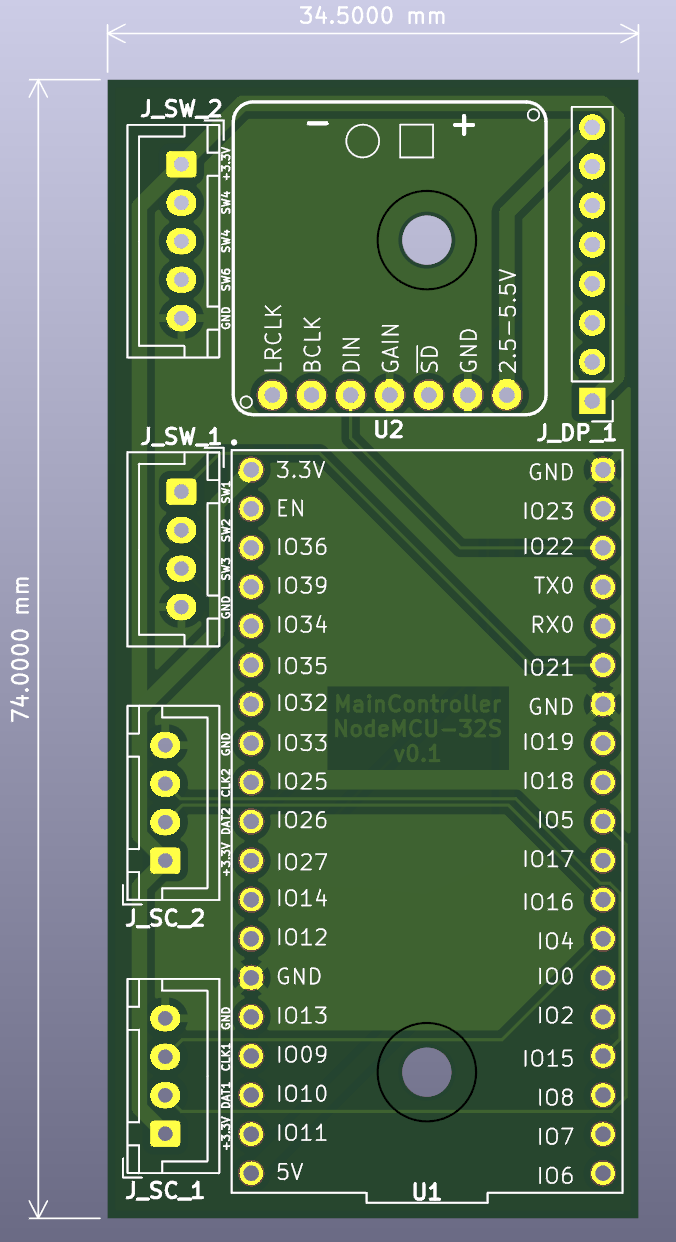 34.5000 mm
74.0000 mm
J_SW_2
+3.3V
SW4
SW4
SW6
GND
- +
LRCLK
BCLK
DIN
GAIN
SD
GND
2.5-5.5V
U2
J_DP_1
J_SW_1
SW1
SW2
SW3
GND
3.3V GND
EN IO23
IO36 IO22
IO39 TX0
IO34 RX0
IO35 IO21
IO32 GND
IO33 IO19
IO25 IO18
IO26 IO5
IO27 IO17
IO14 IO16
IO12 IO4
GND IO0
IO13 IO2
IO09 IO15
IO10 IO8
IO11 IO7
5V IO6
MainController
NodeMCU-32S
v0.1
GND
CLK2
DAT2
+3.3V
J_SC_2
GND
CLK1
DAT1
+3.3V
J_SC_1
U1